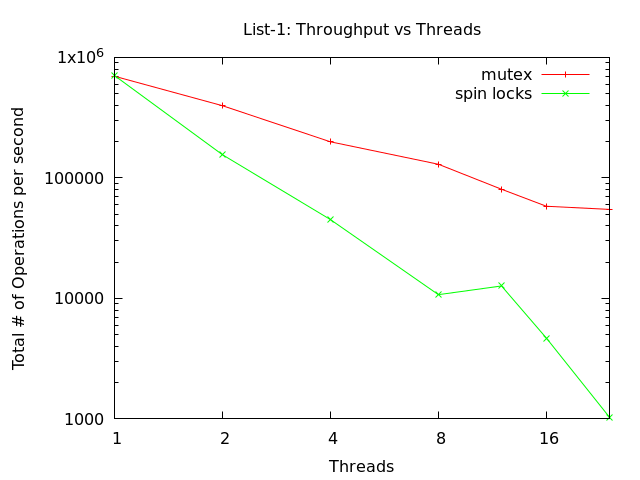 List-1: Throughput vs Threads
1x10^6
100000
10000
1000
Total # of Operations per second
mutex
spin locks
1 2 4 8 16
Threads